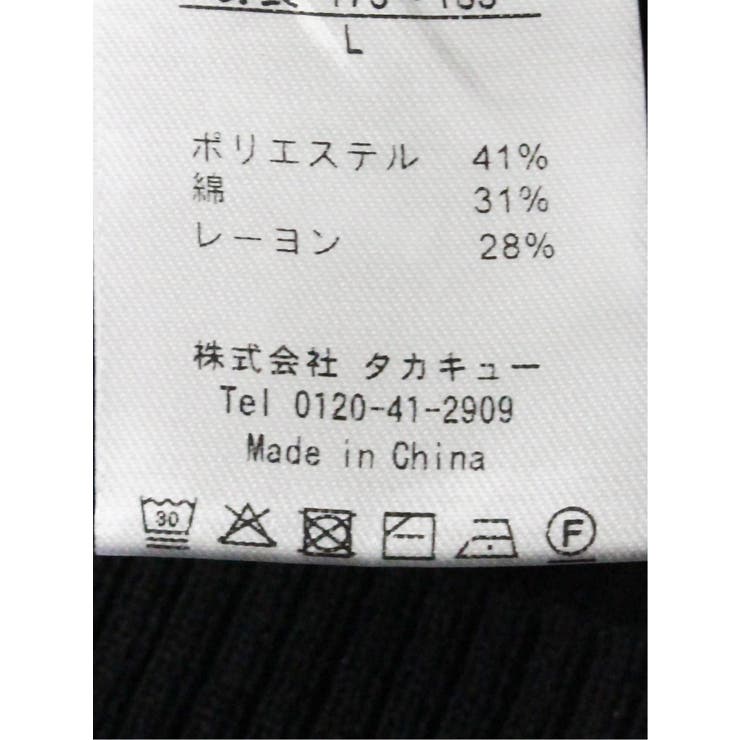 L
ポリエステル 41%
綿 31%
レーヨン 28%
株式会社 タカキュー
Tel 0120-41-2909
Made in China
30
F